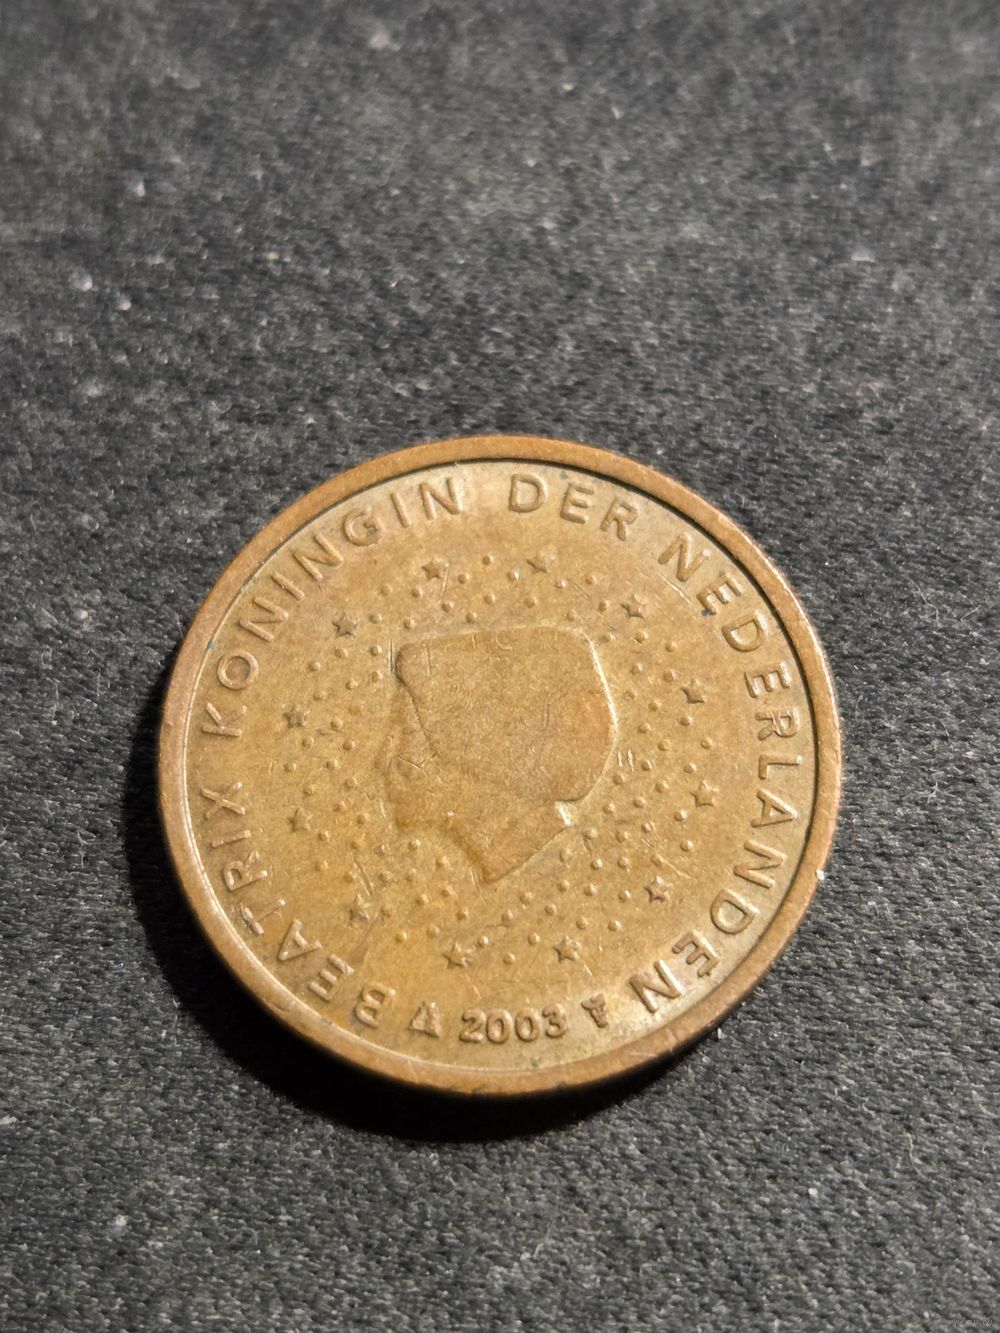 BEATRIX KONINGIN DER NEDERLANDEN
2003